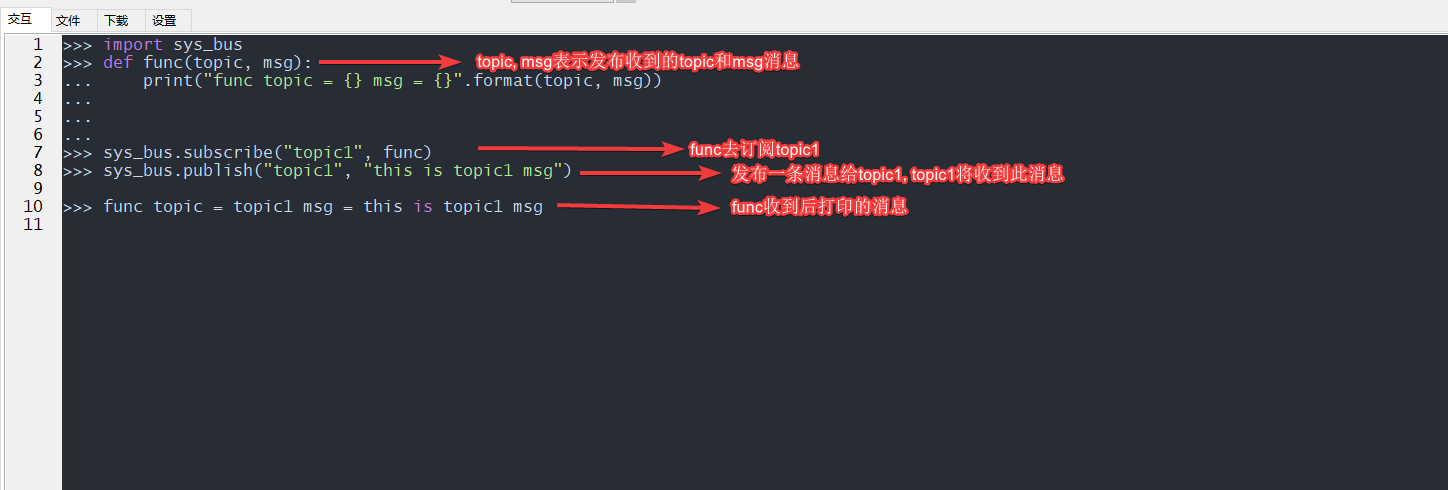 交互 文件 下载 设置
1 >>> import sys_bus
2 >>> def func(topic, msg): topic, msg表示发布收到的topic和msg消息
3 ...     print("func topic = {} msg = {}".format(topic, msg))
4 ...
5 ...
6 ...
7 >>> sys_bus.subscribe("topic1", func) func去订阅topic1
8 >>> sys_bus.publish("topic1", "this is topic1 msg") 发布一条消息给topic1, topic1将收到此消息
9
10 >>> func topic = topic1 msg = this is topic1 msg func收到后打印的消息
11